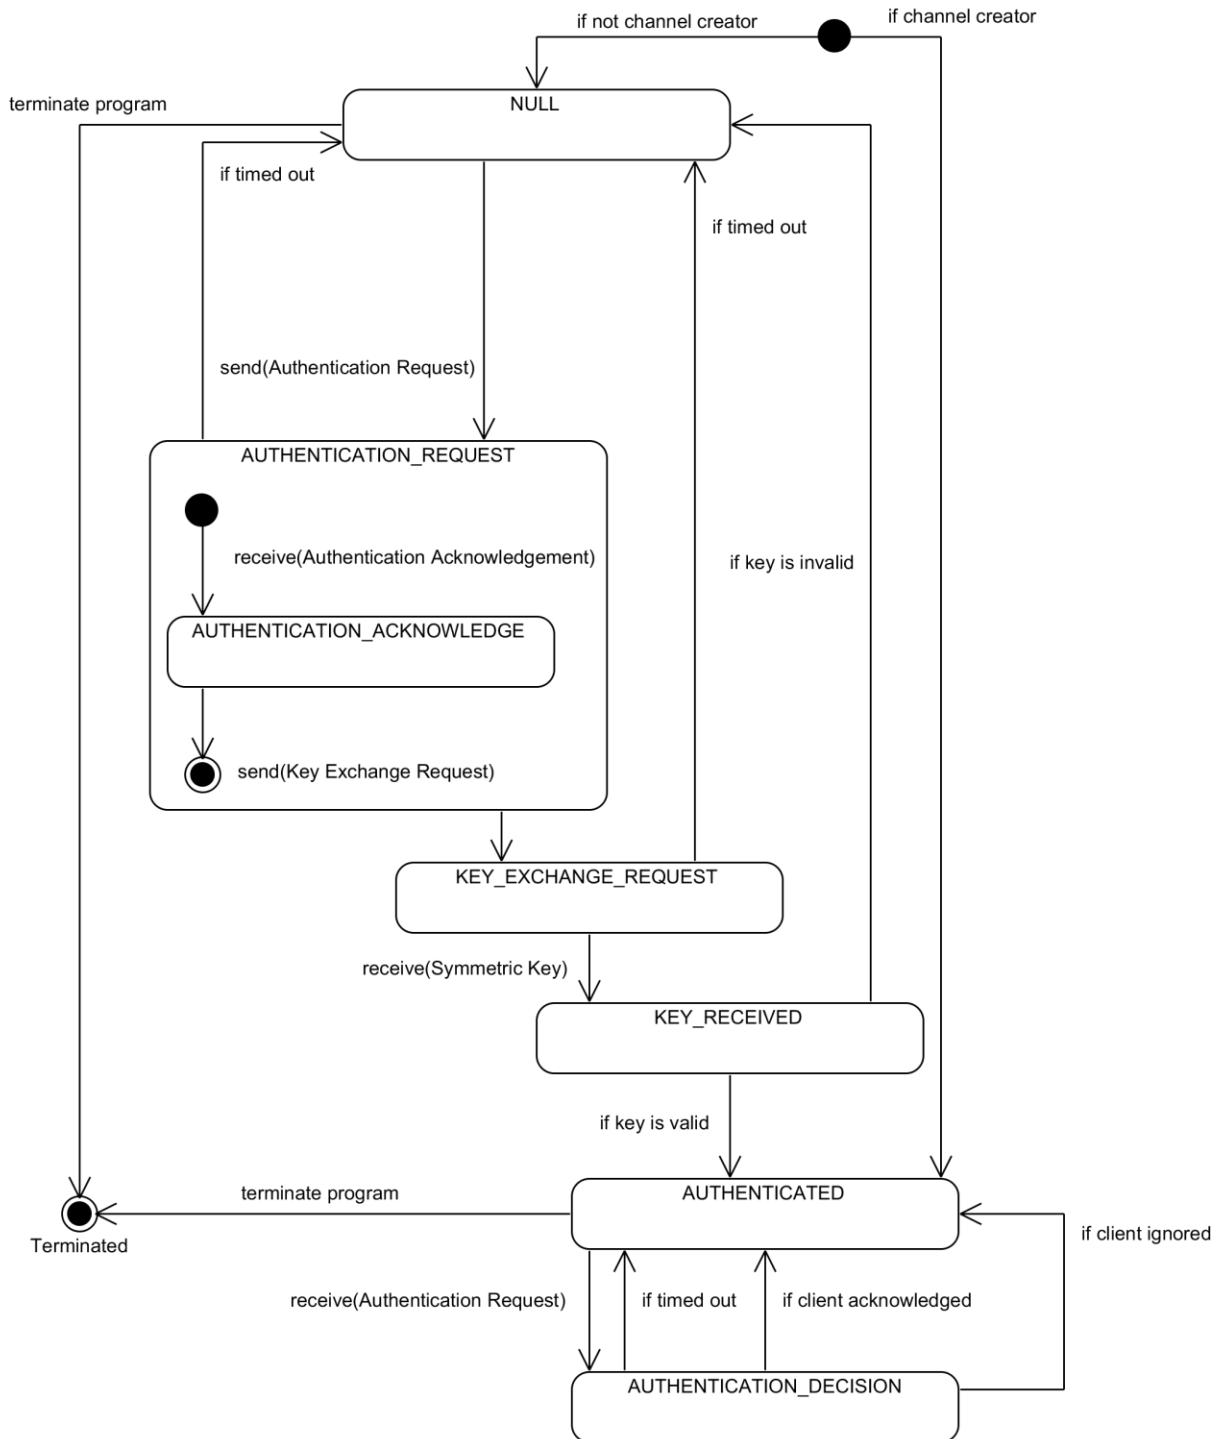 if channel creator
if not channel creator
NULL
terminate program
if timed out
if timed out
send(Authentication Request)
AUTHENTICATION_REQUEST
receive(Authentication Acknowledgement)
if key is invalid
AUTHENTICATION_ACKNOWLEDGE
send(Key Exchange Request)
KEY_EXCHANGE_REQUEST
receive(Symmetric Key)
KEY_RECEIVED
if key is valid
AUTHENTICATED
terminate program
Terminated
if client ignored
receive(Authentication Request)
if timed out
if client acknowledged
AUTHENTICATION_DECISION